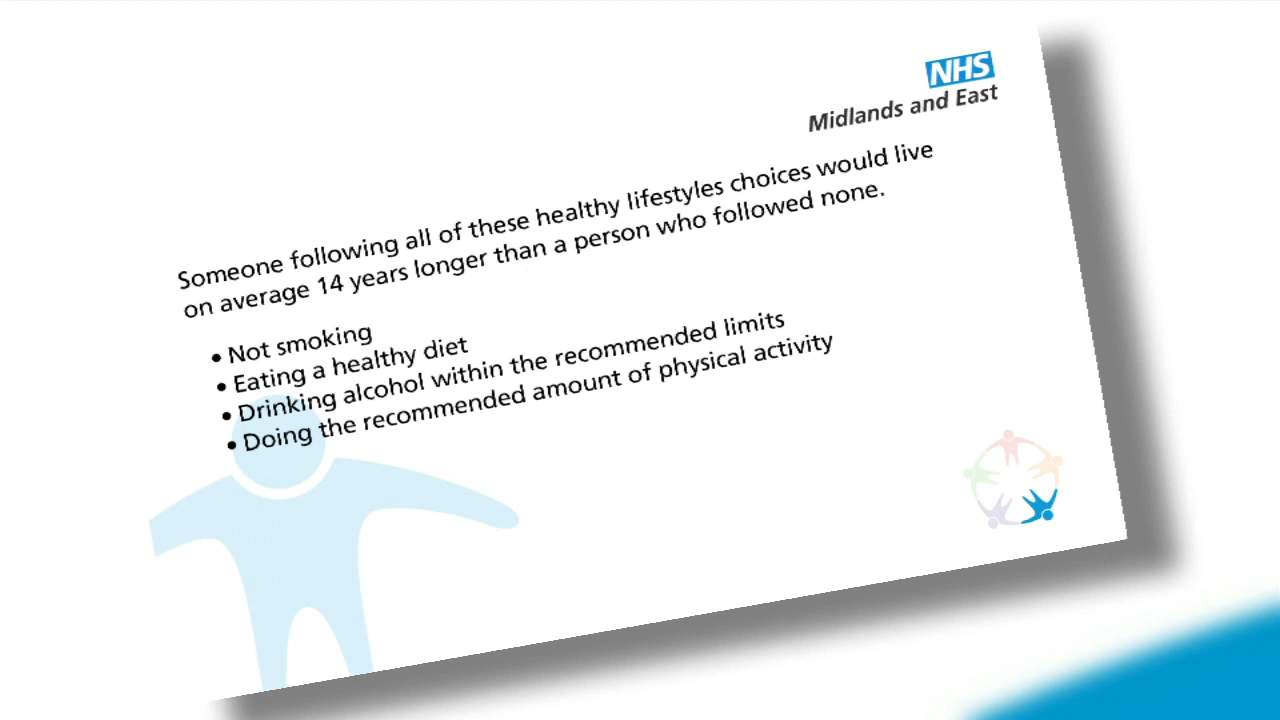 NHS
Midlands and East
Someone following all of these healthy lifestyles choices would live
on average 14 years longer than a person who followed none.
• Not smoking
• Eating a healthy diet
• Drinking alcohol within the recommended limits
• Doing the recommended amount of physical activity